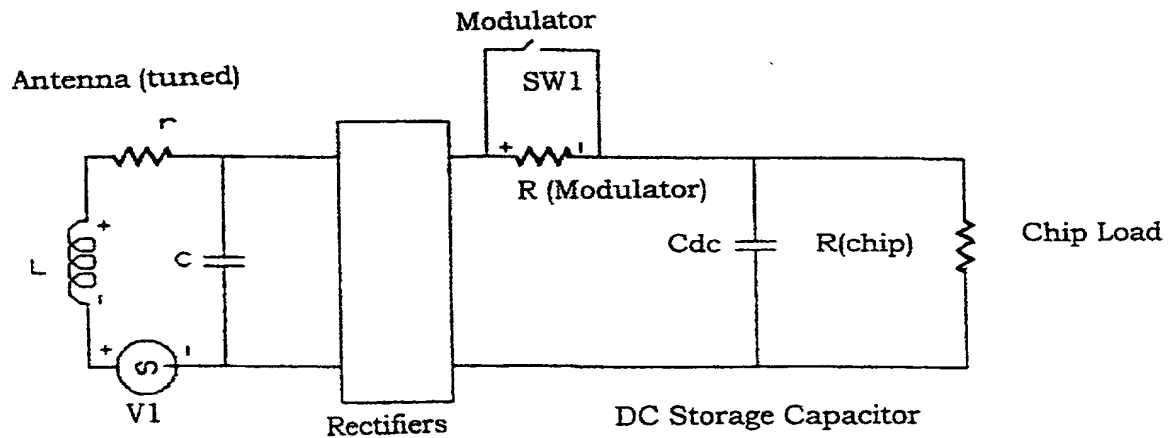 Modulator
Antenna (tuned)
SW1
r
+ -
R (Modulator)
+
L
-
C
Cdc
R(chip)
Chip Load
+ -
S
V1
Rectifiers
DC Storage Capacitor